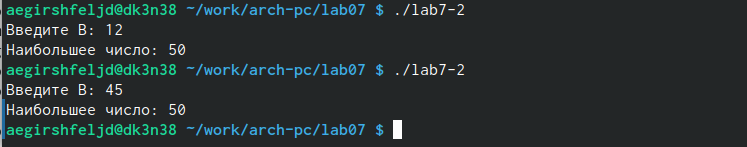 aegirshfeljd@dk3n38 ~/work/arch-pc/lab07 $ ./lab7-2
Введите B: 12
Наибольшее число: 50
aegirshfeljd@dk3n38 ~/work/arch-pc/lab07 $ ./lab7-2
Введите B: 45
Наибольшее число: 50
aegirshfeljd@dk3n38 ~/work/arch-pc/lab07 $